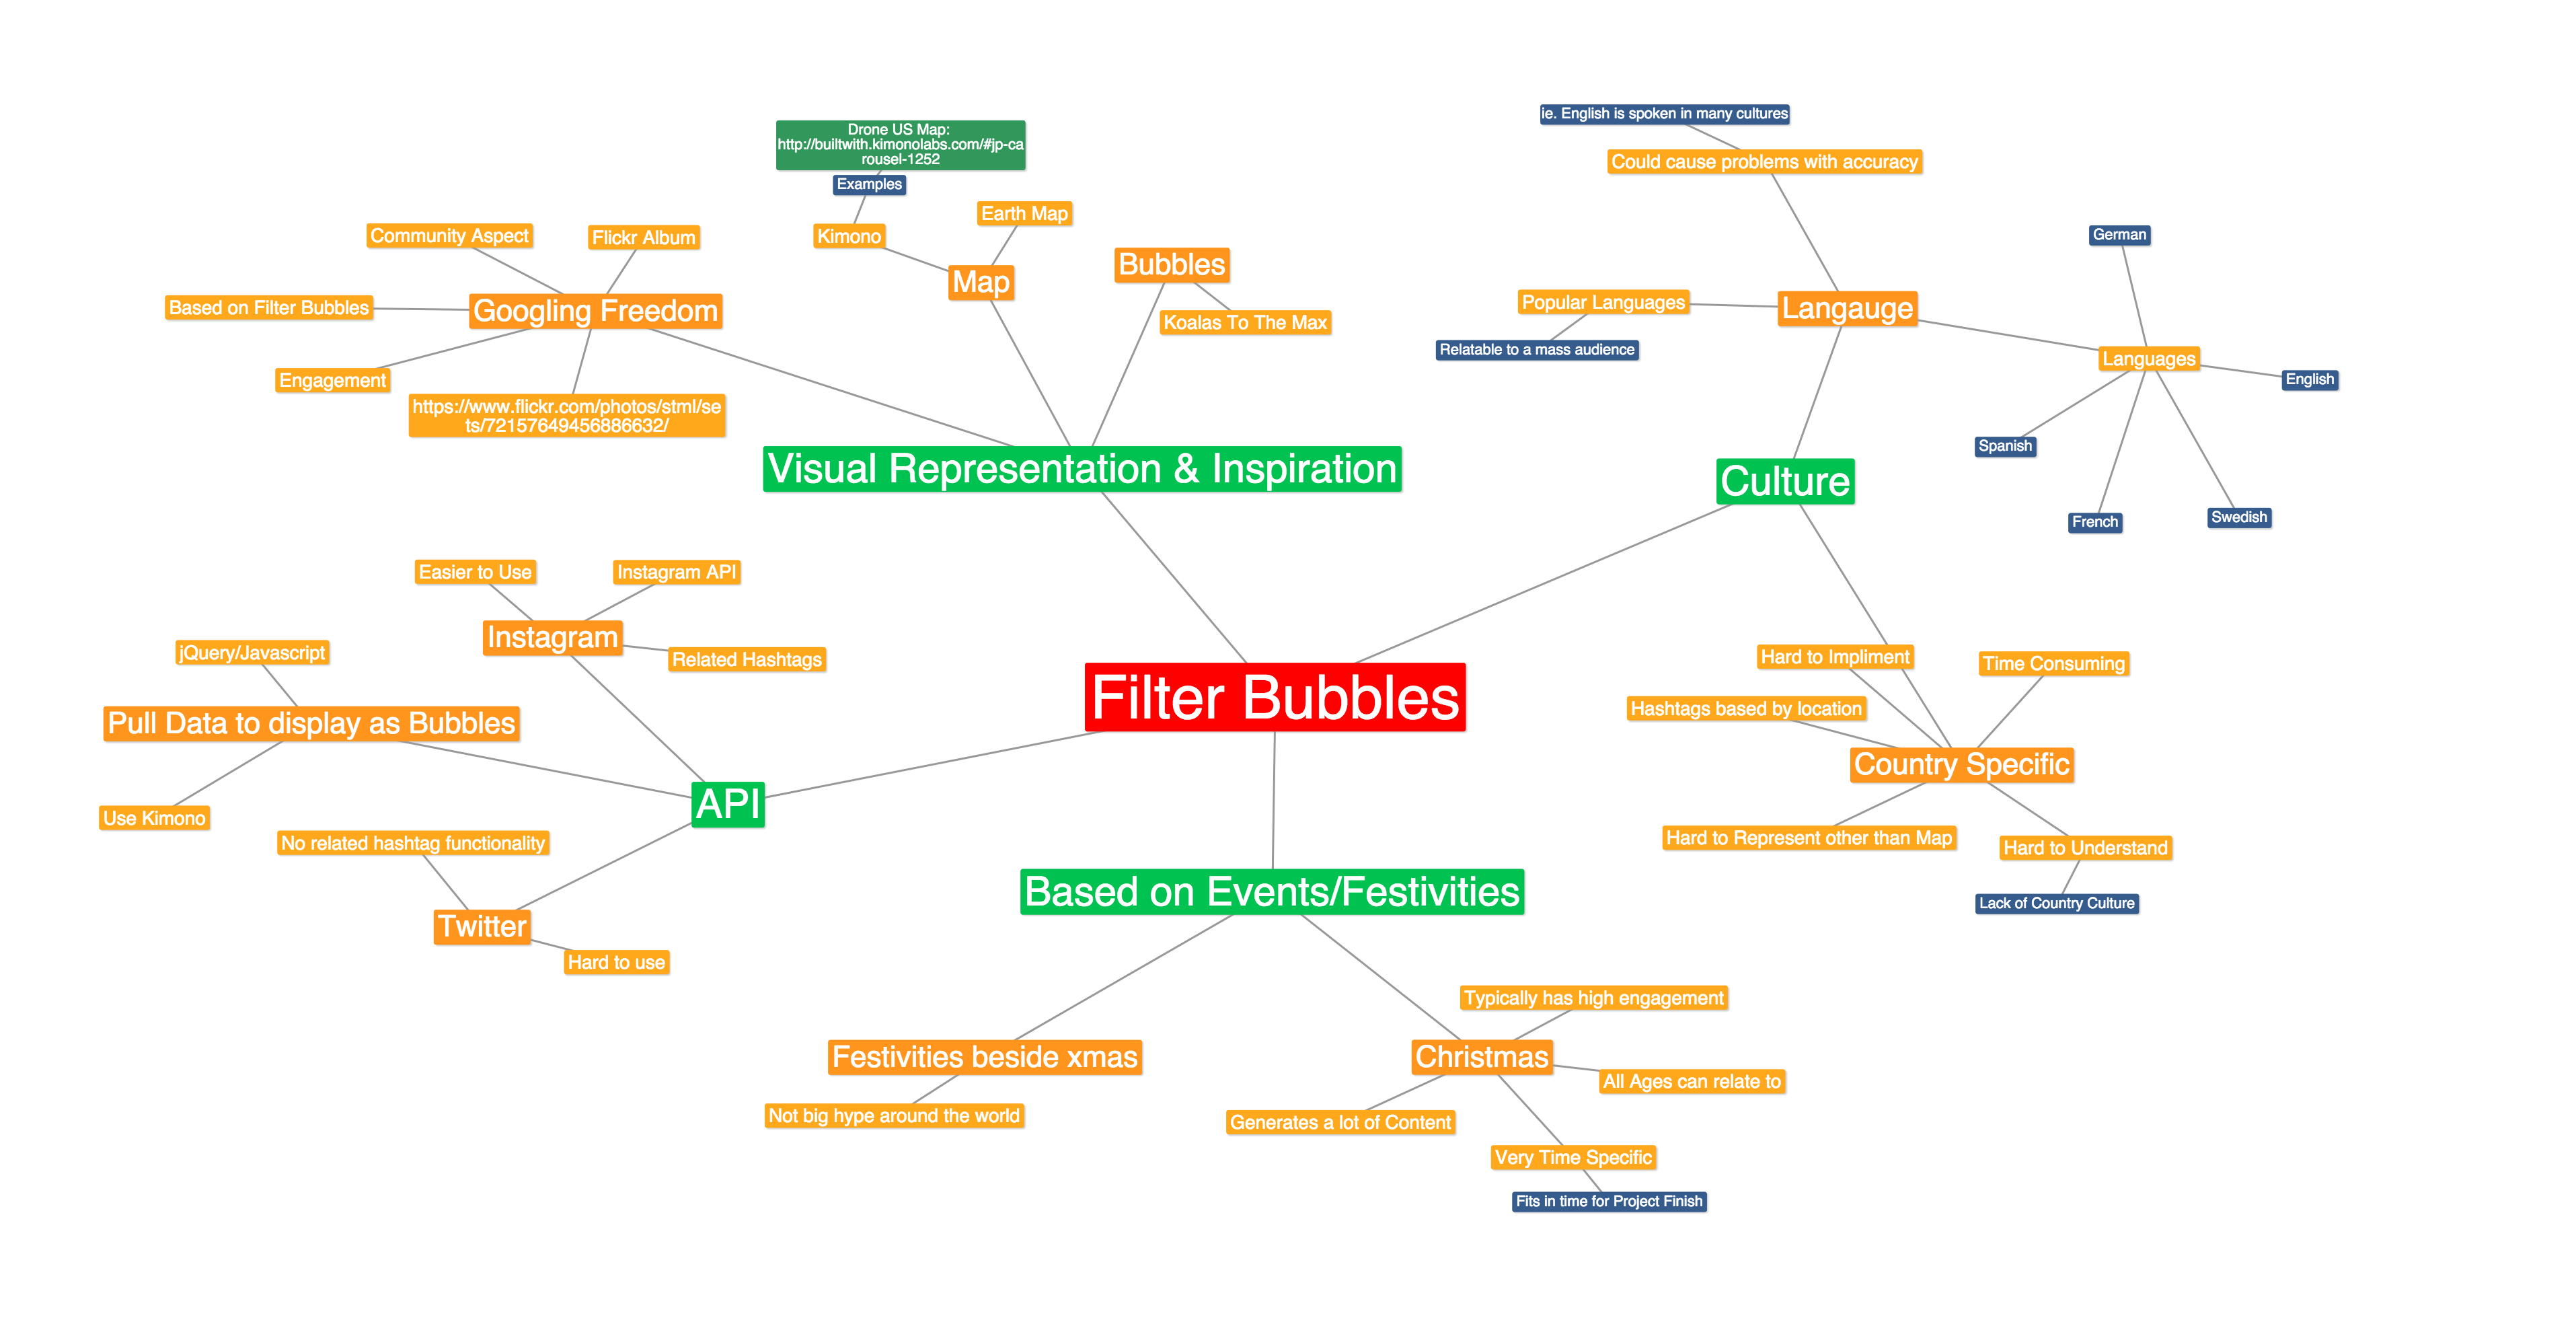 Filter Bubbles
Visual Representation & Inspiration
Googling Freedom
Community Aspect
Flickr Album
Based on Filter Bubbles
Engagement
https://www.flickr.com/photos/stml/se
ts/72157649456886632/
Map
Kimono
Examples
Drone US Map:
http://builtwith.kimonolabs.com/#jp-ca
rousel-1252
Earth Map
Bubbles
Koalas To The Max
Culture
Langauge
Could cause problems with accuracy
ie. English is spoken in many cultures
Popular Languages
Relatable to a mass audience
Languages
German
English
Spanish
French
Swedish
Country Specific
Hard to Impliment
Time Consuming
Hashtags based by location
Hard to Represent other than Map
Hard to Understand
Lack of Country Culture
API
Instagram
Easier to Use
Instagram API
Related Hashtags
Pull Data to display as Bubbles
jQuery/Javascript
Use Kimono
Twitter
No related hashtag functionality
Hard to use
Based on Events/Festivities
Festivities beside xmas
Not big hype around the world
Christmas
Typically has high engagement
All Ages can relate to
Generates a lot of Content
Very Time Specific
Fits in time for Project Finish